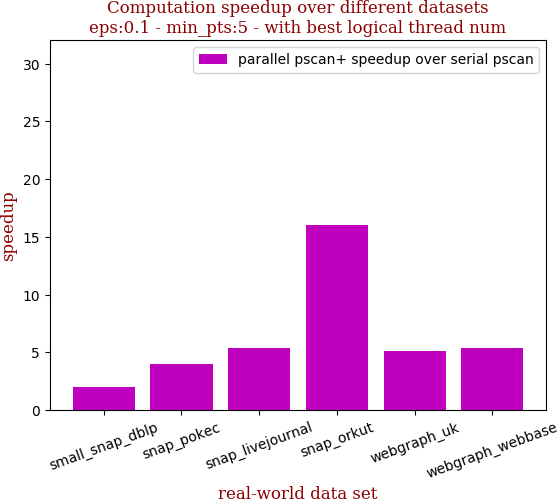 Computation speedup over different datasets
eps:0.1 - min_pts:5 - with best logical thread num
parallel pscan+ speedup over serial pscan
speedup
30
25
20
15
10
5
0
small_snap_dblp
snap_pokec
snap_livejournal
snap_orkut
webgraph_uk
webgraph_webbase
real-world data set